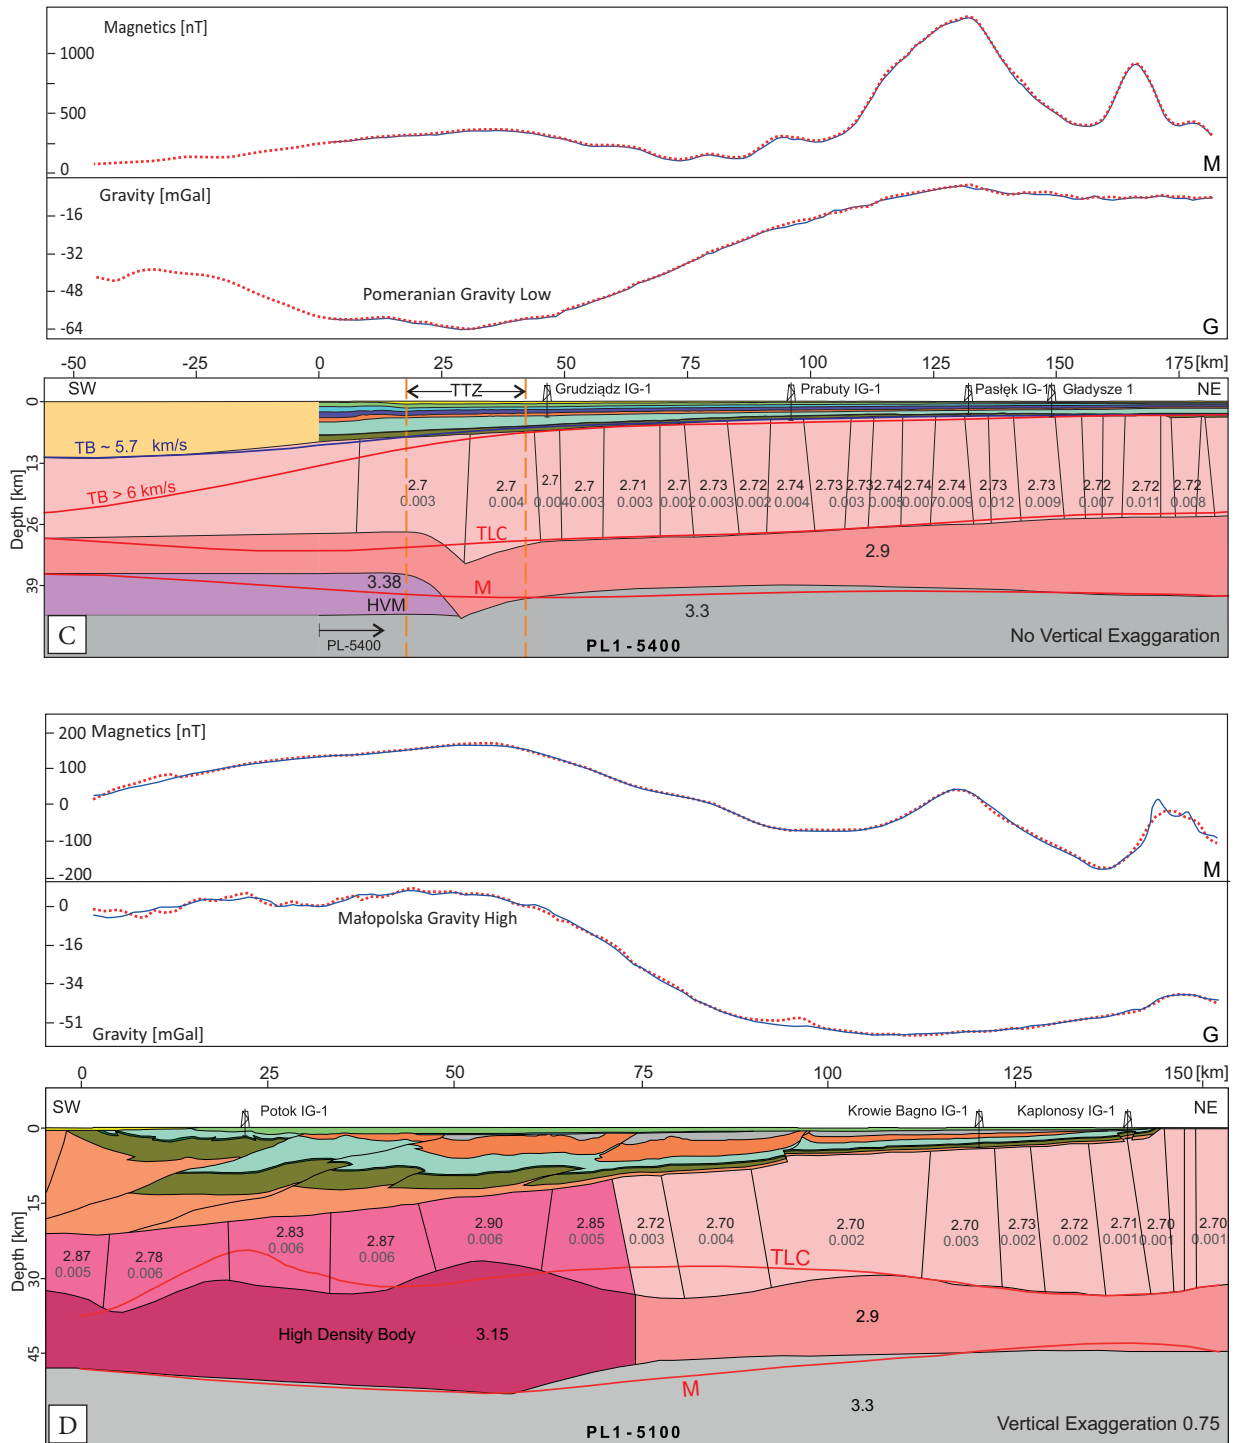 Magnetics [nT]
1000
500
0
M
Gravity [mGal]
-16
-32
-48
-64
Pomeranian Gravity Low
G
-50 -25 0 25 50 75 100 125 150 175 [km]
SW TTZ Grudziądz IG-1 Prabuty IG-1 Pasłęk IG-1 Gładysze 1 NE
Depth [km]
0
13
26
39
TB ~ 5.7 km/s
TB > 6 km/s
2.7 2.7 2.7 2.7 2.71 2.7 2.73 2.72 2.74 2.73 2.73 2.74 2.74 2.74 2.73 2.73 2.72 2.72 2.72
0.003 0.004 0.004 0.003 0.003 0.002 0.003 0.002 0.004 0.003 0.005 0.007 0.009 0.012 0.009 0.007 0.011 0.008
TLC
2.9
3.38
HVM
M
3.3
C
PL-5400
PL1-5400
No Vertical Exaggaration
Magnetics [nT]
200
100
0
-100
-200
M
0
-16
-34
-51
Małopolska Gravity High
Gravity [mGal]
G
0 25 50 75 100 125 150 [km]
SW Potok IG-1 Krowie Bagno IG-1 Kaplonosy IG-1 NE
Depth [km]
0
15
30
45
2.87 2.78 2.83 2.87 2.90 2.85 2.72 2.70 2.70 2.70 2.73 2.72 2.71 2.70 2.70
0.005 0.006 0.006 0.006 0.006 0.005 0.003 0.004 0.002 0.003 0.002 0.002 0.001 0.001 0.001
TLC
High Density Body 3.15
2.9
M
3.3
D
PL1-5100
Vertical Exaggeration 0.75